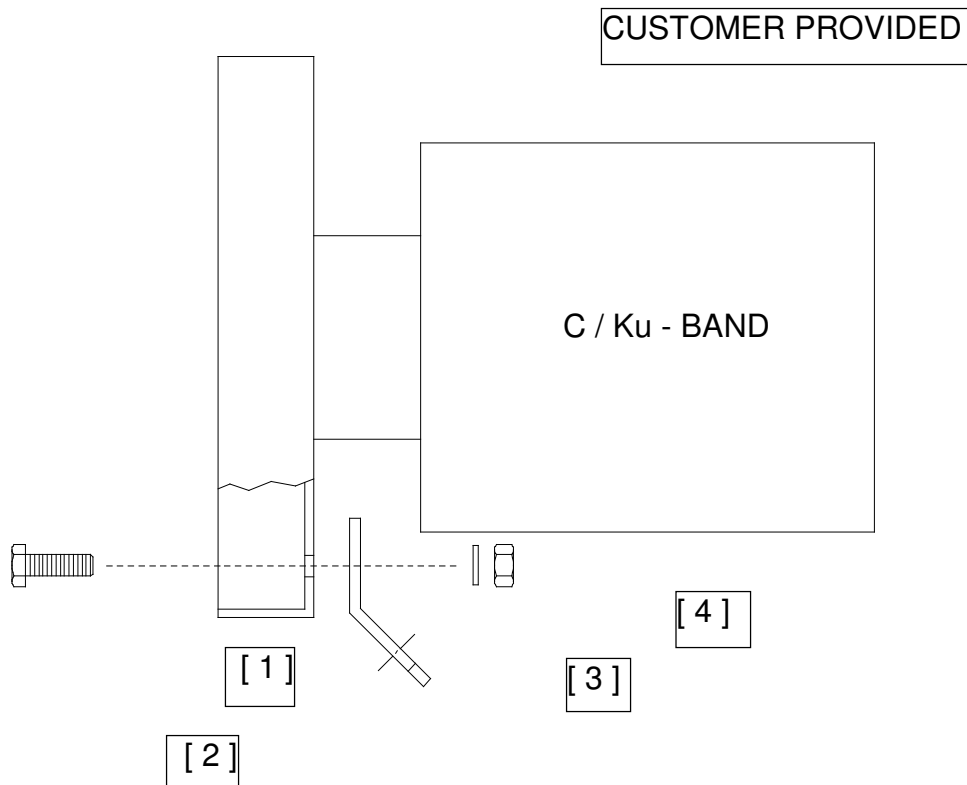 CUSTOMER PROVIDED
C / Ku - BAND
[ 4 ]
[ 1 ]
[ 3 ]
[ 2 ]